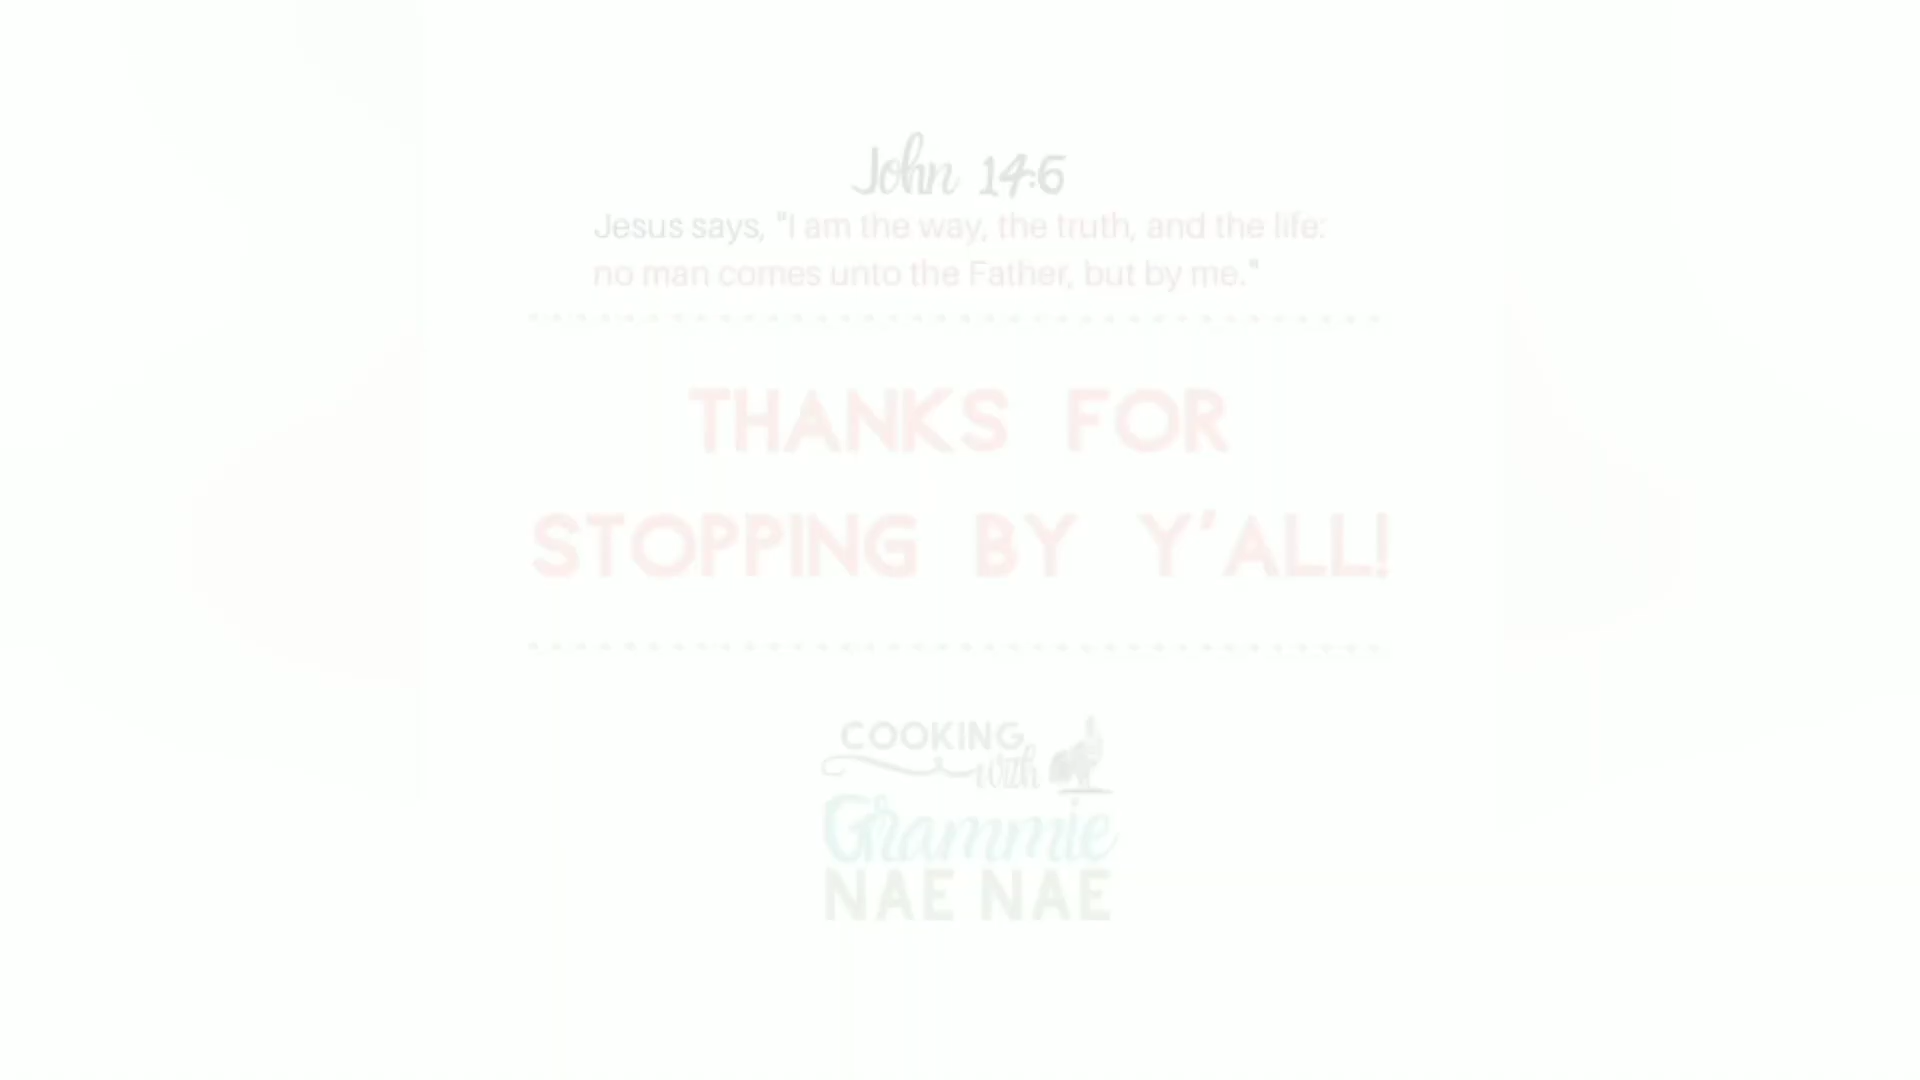 John 14:6
Jesus says, "I am the way, the truth, and the life:
no man comes unto the Father, but by me."
THANKS FOR
STOPPING BY Y'ALL!
COOKING
with
Grammie
NAE NAE